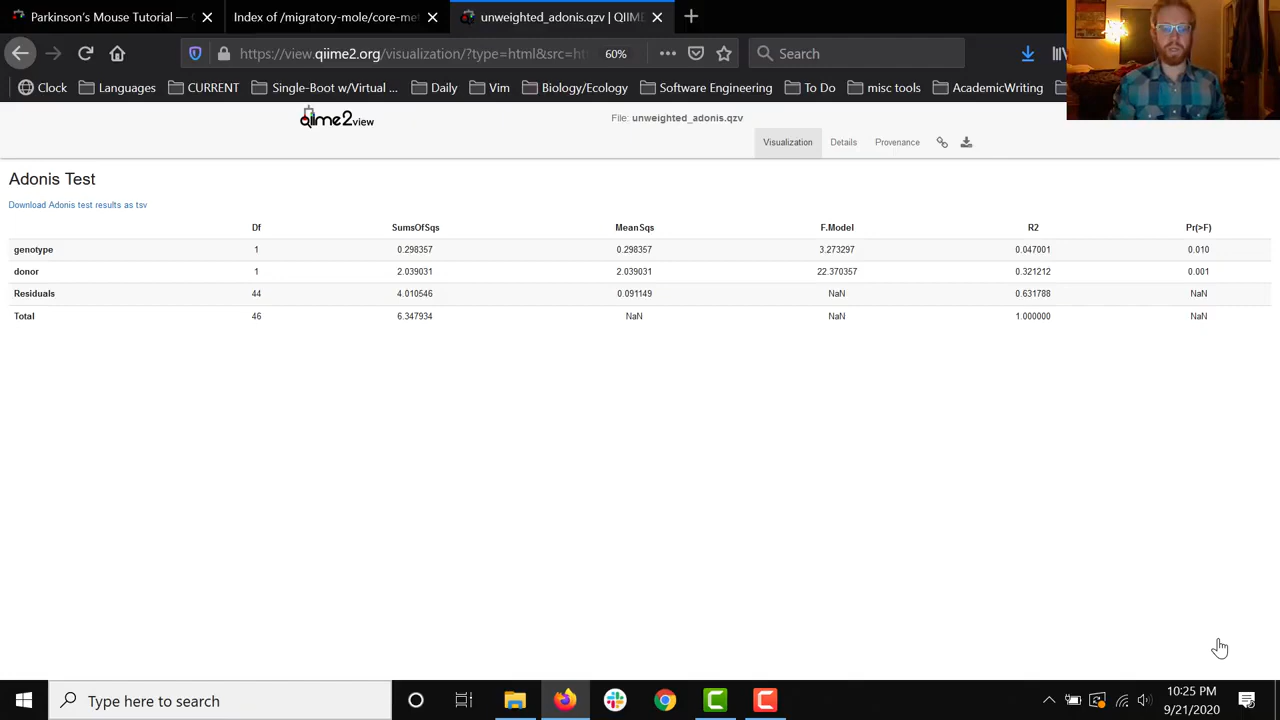 Parkinson's Mouse Tutorial —
Index of /migratory-mole/core-met
unweighted_adonis.qzv | QIIME
https://view.qiime2.org/visualization/?type=html&src=ht
60%
Search
Clock
Languages
CURRENT
Single-Boot w/Virtual ...
Daily
Vim
Biology/Ecology
Software Engineering
To Do
misc tools
AcademicWriting
Other
qiime2view
File: unweighted_adonis.qzv
Visualization
Details
Provenance
Adonis Test
Download Adonis test results as tsv
Df SumsOfSqs MeanSqs F.Model R2 Pr(>F)
genotype 1 0.298357 0.298357 3.273297 0.047001 0.010
donor 1 2.039031 2.039031 22.370357 0.321212 0.001
Residuals 44 4.010546 0.091149 NaN 0.631788 NaN
Total 46 6.347934 NaN NaN 1.000000 NaN
Type here to search
10:25 PM
9/21/2020